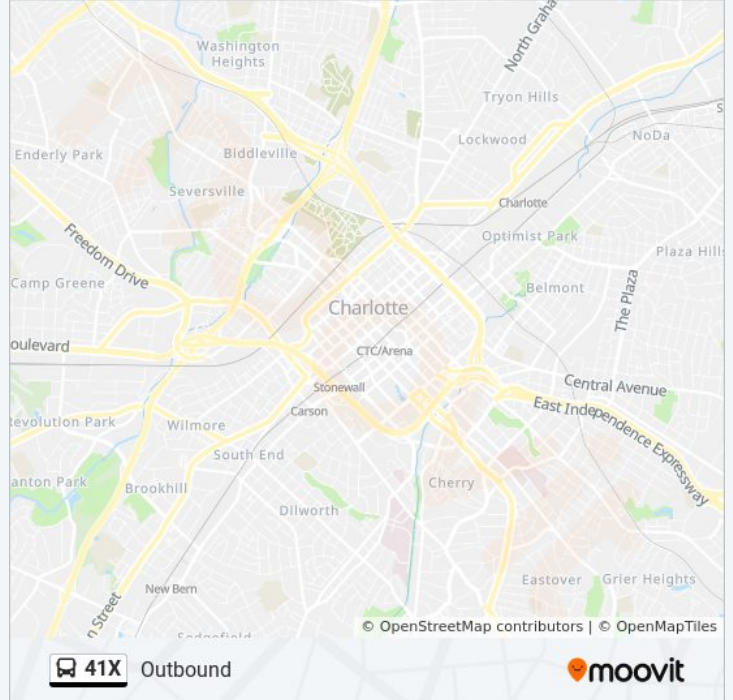 North Graha
Washington
Heights
Tryon Hills
Lockwood
S
NoDa
Enderly Park
Biddleville
Seversville
Charlotte
Freedom Drive
Optimist Park
Plaza Hills
Camp Greene
Belmont
The Plaza
Charlotte
oulevard
CTC/Arena
Stonewall
Central Avenue
Carson
East Independence Expressway
evolution Park
Wilmore
South End
anton Park
Brookhill
Cherry
Dilworth
Eastover
Grier Heights
New Bern
n Street
Sedgefield
© OpenStreetMap contributors | © OpenMapTiles
41X Outbound
moovit